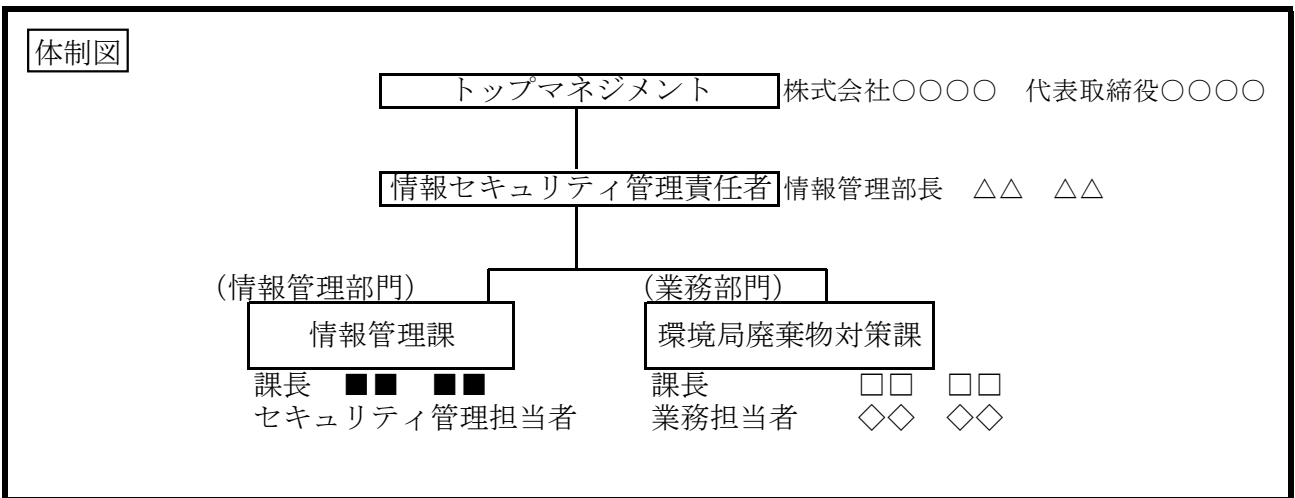 体制図
トップマネジメント 株式会社○○○○　代表取締役○○○○
情報セキュリティ管理責任者 情報管理部長　△△　△△
（情報管理部門） （業務部門）
情報管理課 環境局廃棄物対策課
課長　■■　■■ 課長　□□　□□
セキュリティ管理担当者 業務担当者　◇◇　◇◇